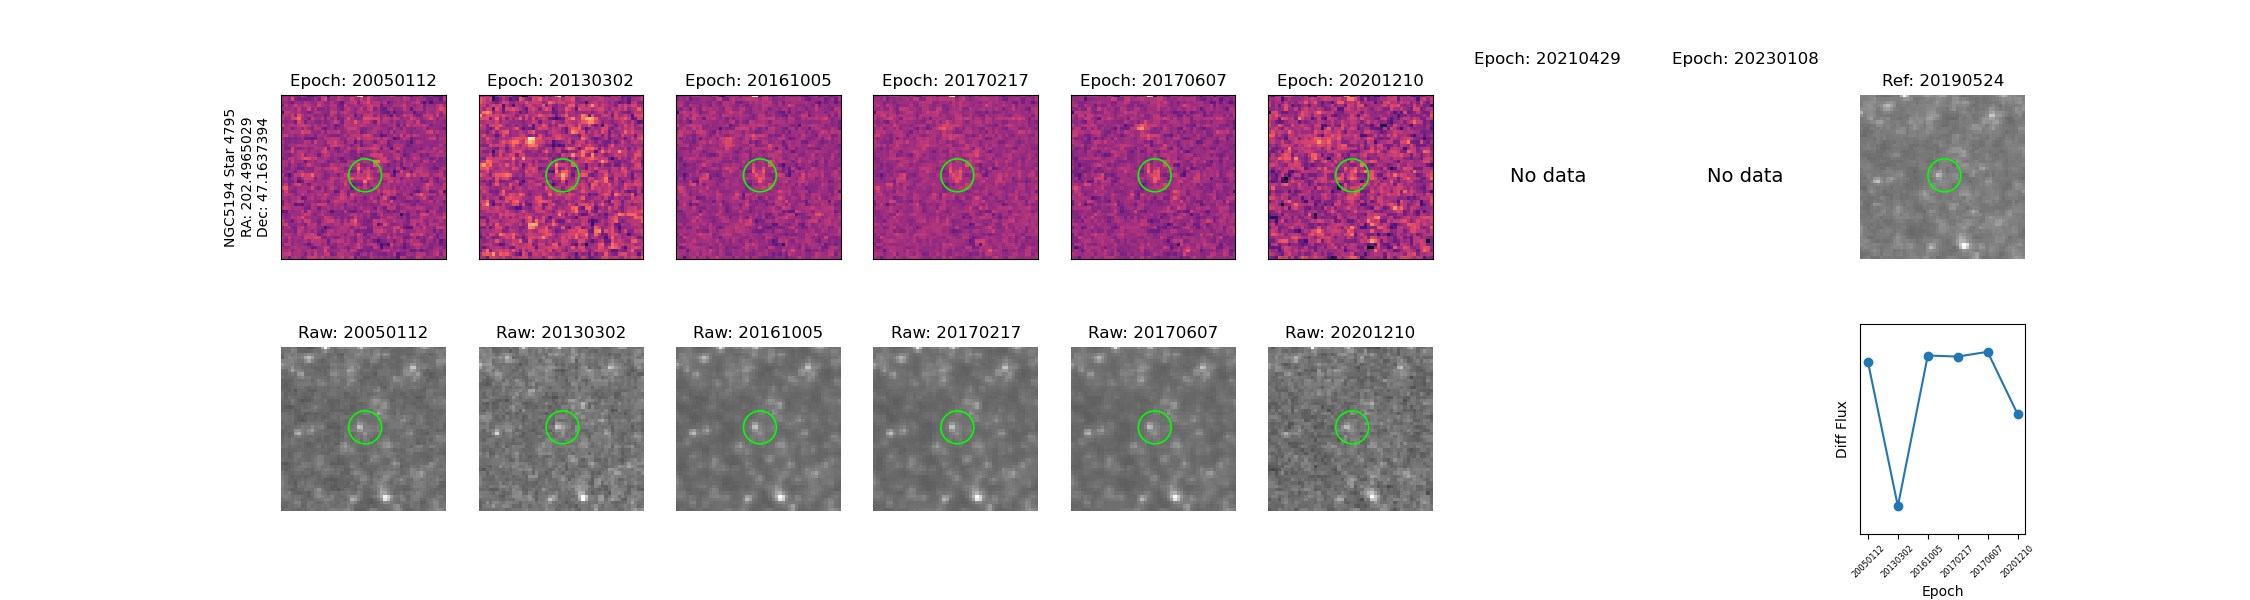 Epoch: 20210429
Epoch: 20230108
Epoch: 20050112
Epoch: 20130302
Epoch: 20161005
Epoch: 20170217
Epoch: 20170607
Epoch: 20201210
Ref: 20190524
NGC5194 Star 4795
RA: 202.4965029
Dec: 47.1637394
No data
No data
Raw: 20050112
Raw: 20130302
Raw: 20161005
Raw: 20170217
Raw: 20170607
Raw: 20201210
Diff Flux
20050112
20130302
20161005
20170217
20170607
20201210
Epoch